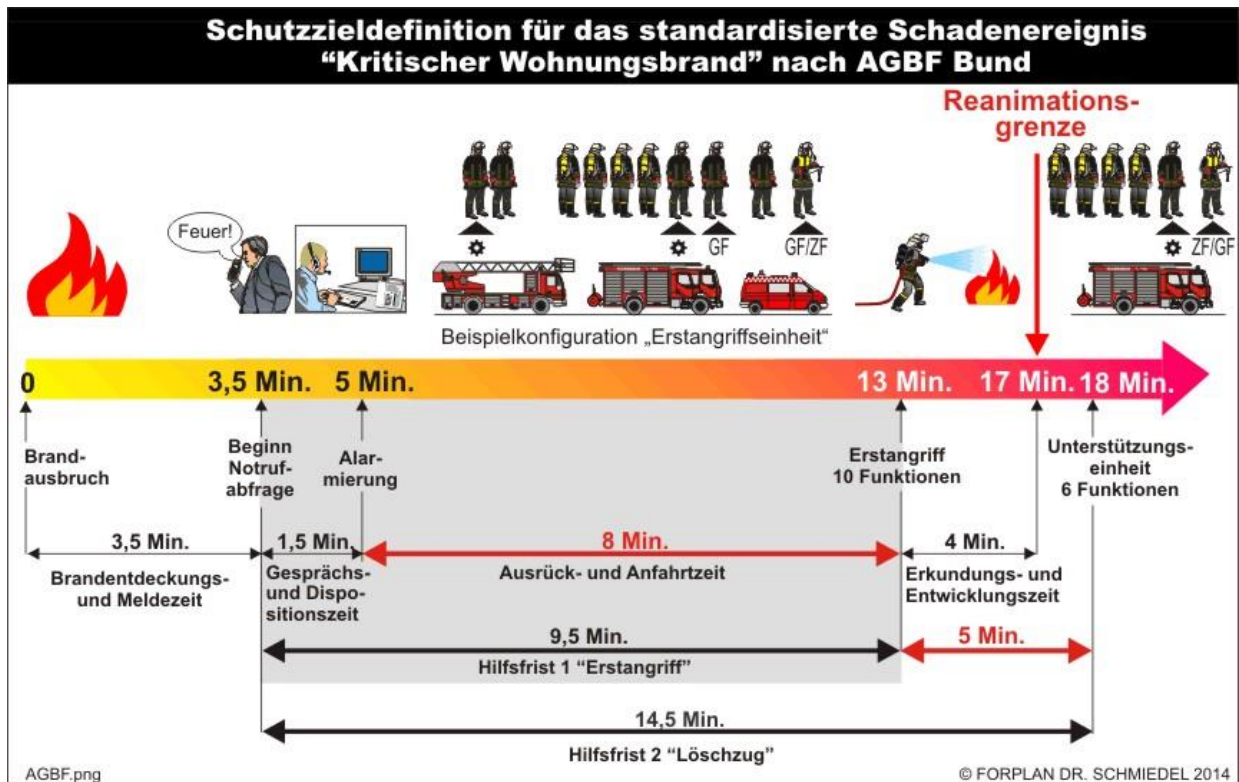 Schutzzieldefinition für das standardisierte Schadenereignis
“Kritischer Wohnungsbrand” nach AGBF Bund
Reanimations-
grenze
Feuer!
GF
GF/ZF
ZF/GF
Beispielkonfiguration „Erstangriffseinheit“
0
3,5 Min.
5 Min.
13 Min.
17 Min.
18 Min.
Brand-
ausbruch
Beginn
Notruf-
abfrage
Alar-
mierung
Erstangriff
10 Funktionen
Unterstützungs-
einheit
6 Funktionen
3,5 Min.
Brandentdeckungs-
und Meldezeit
1,5 Min.
Gesprächs-
und Dispo-
sitionszeit
8 Min.
Ausrück- und Anfahrtzeit
4 Min.
Erkundungs- und
Entwicklungszeit
9,5 Min.
Hilfsfrist 1 “Erstangriff”
5 Min.
14,5 Min.
Hilfsfrist 2 “Löschzug”
AGBF.png
© FORPLAN DR. SCHMIEDEL 2014